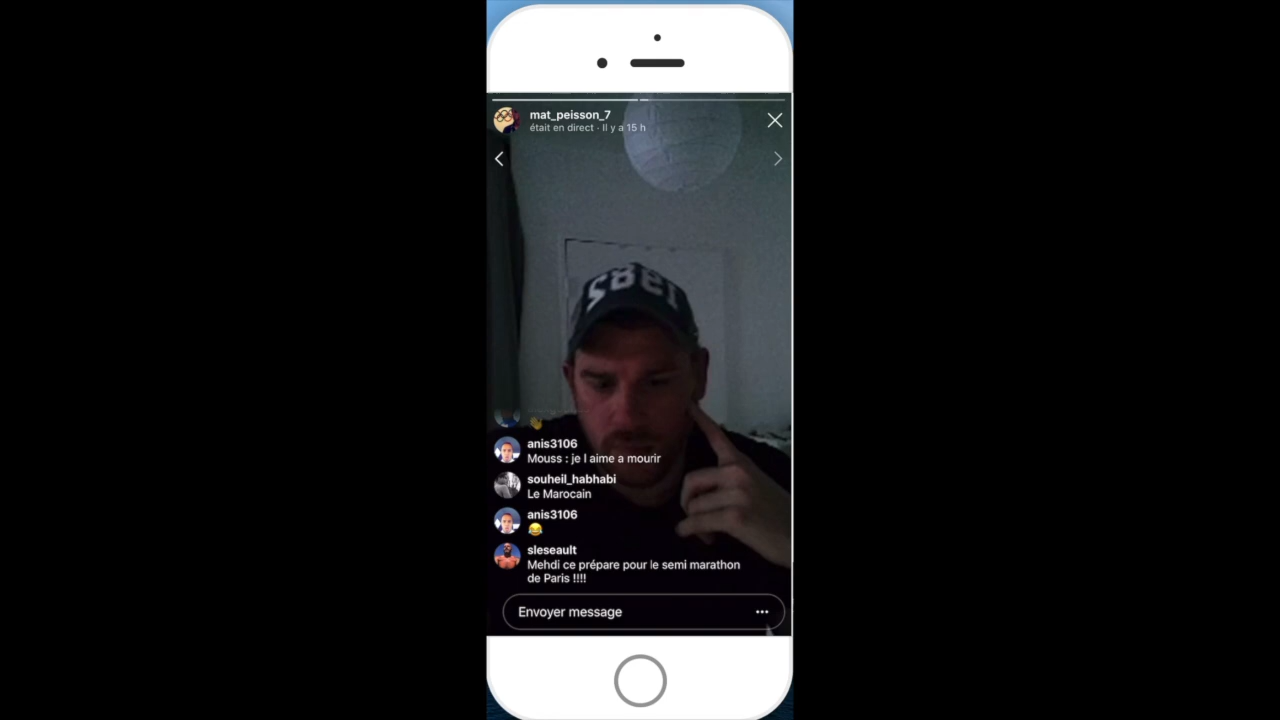 mat_peisson_7
était en direct · Il y a 15 h
1982
anis3106
Mouss : je l aime a mourir
souheil_habhabi
Le Marocain
anis3106
😂
sleseault
Mehdi ce prépare pour le semi marathon
de Paris !!!!
Envoyer message